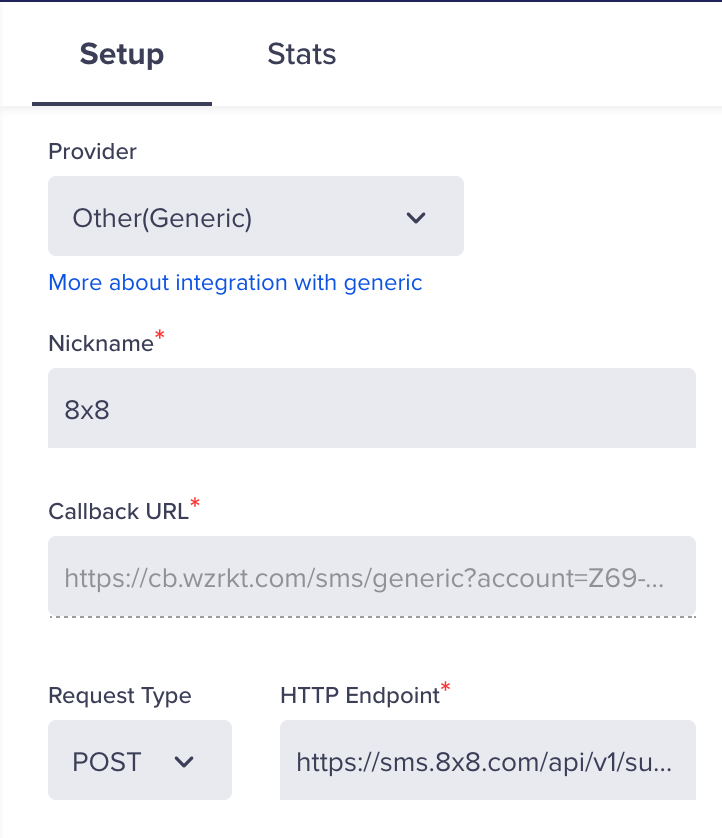 Setup Stats
Provider
Other(Generic)
More about integration with generic
Nickname*
8x8
Callback URL*
https://cb.wzrkt.com/sms/generic?account=Z69-...
Request Type HTTP Endpoint*
POST https://sms.8x8.com/api/v1/su...